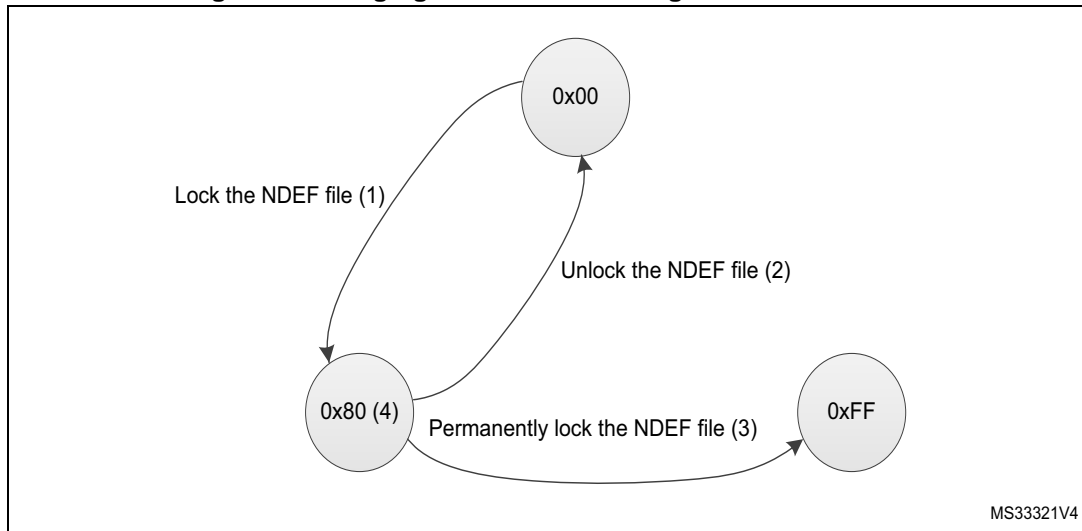 0x00
Lock the NDEF file (1)
Unlock the NDEF file (2)
0x80 (4)
Permanently lock the NDEF file (3)
0xFF
MS33321V4